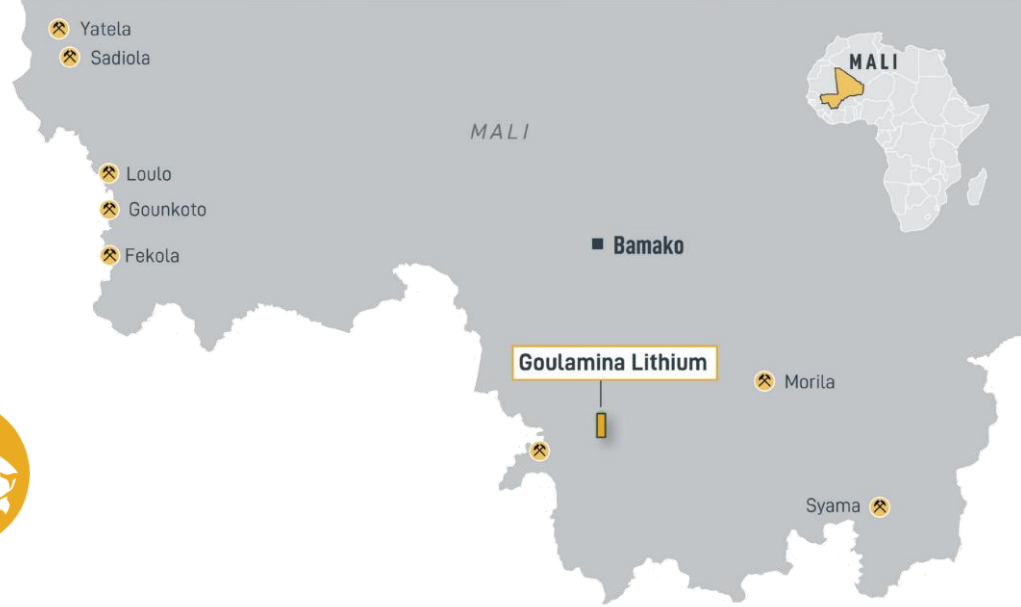 Yatela
Sadiola
MALI
MALI
Loulo
Gounkoto
Fekola
Bamako
Goulamina Lithium
Morila
Syama